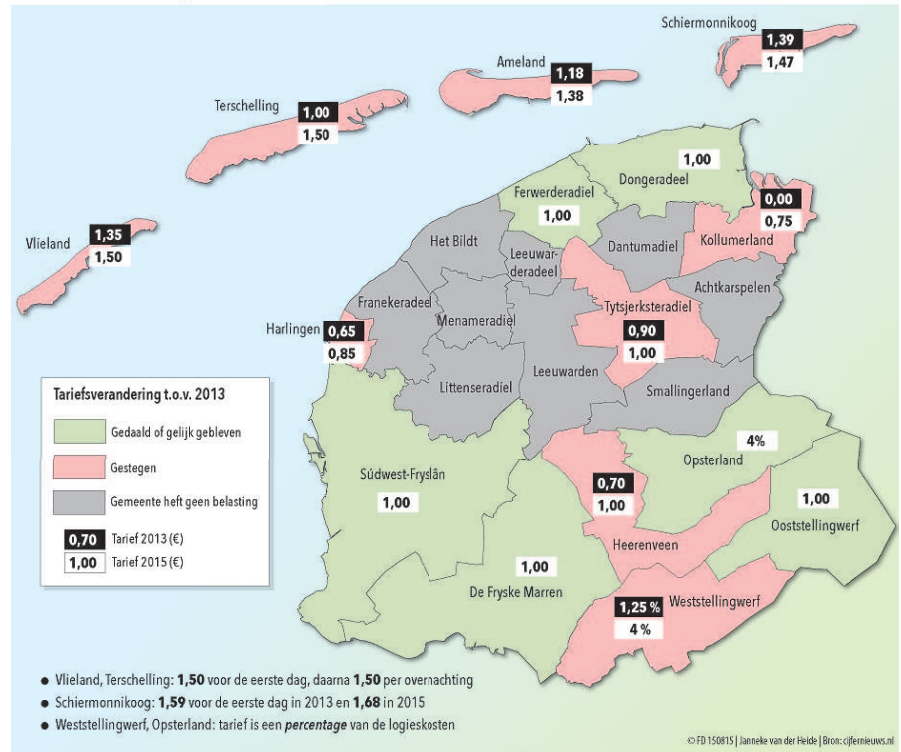 Schiermonnikoog
1,39
1,47
Ameland
1,18
1,38
Terschelling
1,00
1,50
Vlieland
1,35
1,50
Dongeradeel
1,00
Ferwerderadiel
1,00
0,00
0,75
Kollumerland
Het Bildt
Leeuwar-
deradeel
Dantumadiel
Achtkarspelen
Franekeradeel
Menameradiel
Tytsjerksteradiel
0,90
1,00
Harlingen
0,65
0,85
Littenseradiel
Leeuwarden
Smallingerland
Tariefsverandering t.o.v. 2013
Gedaald of gelijk gebleven
Gestegen
Gemeente heft geen belasting
0,70 Tarief 2013 (€)
1,00 Tarief 2015 (€)
Súdwest-Fryslân
1,00
4%
Opsterland
0,70
1,00
Heerenveen
1,00
Ooststellingwerf
1,00
De Fryske Marren
1,25 %
4 %
Weststellingwerf
● Vlieland, Terschelling: 1,50 voor de eerste dag, daarna 1,50 per overnachting
● Schiermonnikoog: 1,59 voor de eerste dag in 2013 en 1,68 in 2015
● Weststellingwerf, Opsterland: tarief is een percentage van de logieskosten
© FD 150815 | Janneke van der Heide | Bron: cijfernieuws.nl